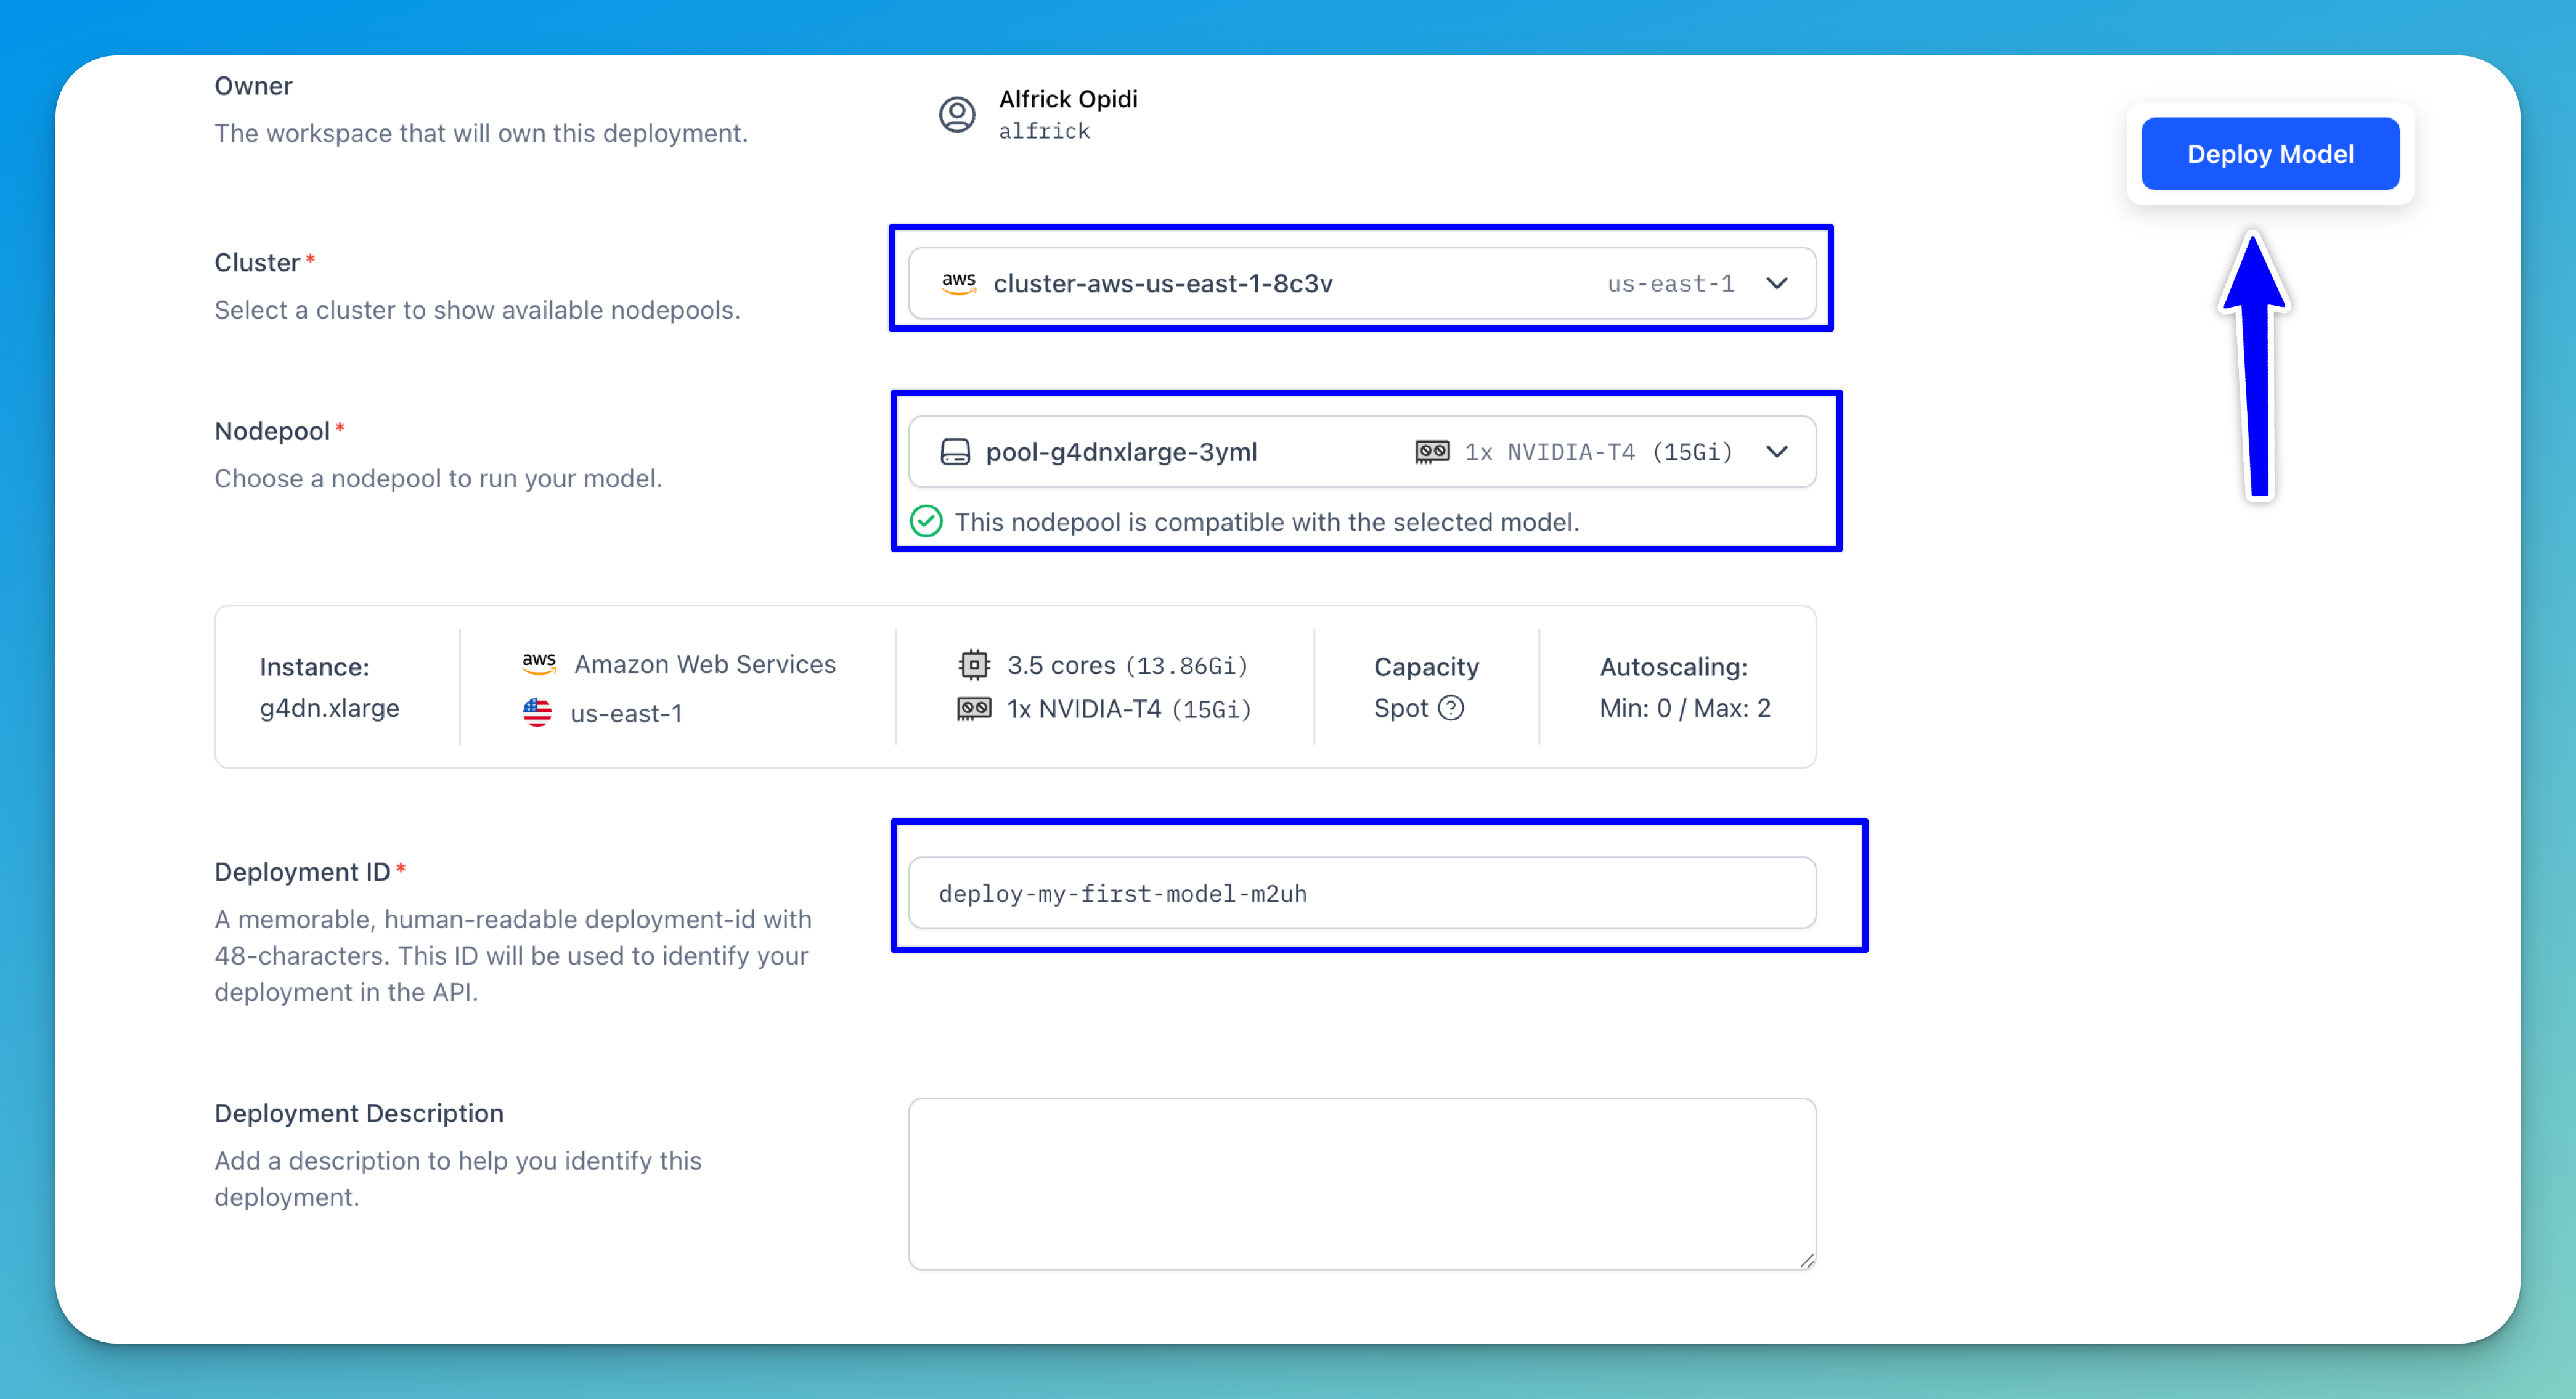 Owner
The workspace that will own this deployment.
Alfrick Opidi
alfrick
Deploy Model
Cluster *
Select a cluster to show available nodepools.
aws cluster-aws-us-east-1-8c3v us-east-1
Nodepool *
Choose a nodepool to run your model.
pool-g4dnxlarge-3yml 1x NVIDIA-T4 (15Gi)
This nodepool is compatible with the selected model.
Instance:
g4dn.xlarge
aws Amazon Web Services
us-east-1
3.5 cores (13.86Gi)
1x NVIDIA-T4 (15Gi)
Capacity
Spot ?
Autoscaling:
Min: 0 / Max: 2
Deployment ID *
A memorable, human-readable deployment-id with
48-characters. This ID will be used to identify your
deployment in the API.
deploy-my-first-model-m2uh
Deployment Description
Add a description to help you identify this
deployment.